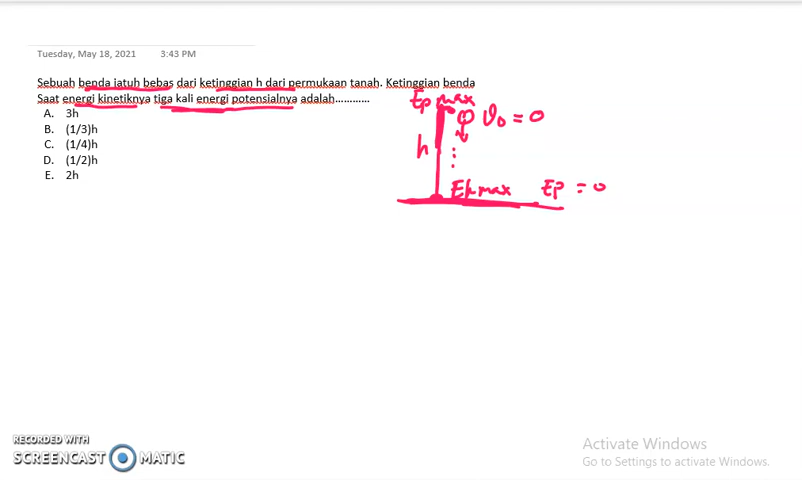 Tuesday, May 18, 2021 3:43 PM
Sebuah benda jatuh bebas dari ketinggian h dari permukaan tanah. Ketinggian benda
Saat energi kinetiknya tiga kali energi potensialnya adalah.............
A. 3h
B. (1/3)h
C. (1/4)h
D. (1/2)h
E. 2h
Ep max
V₀ = 0
h
Ek max EP = 0
RECORDED WITH
SCREENCAST MATIC
Activate Windows
Go to Settings to activate Windows.